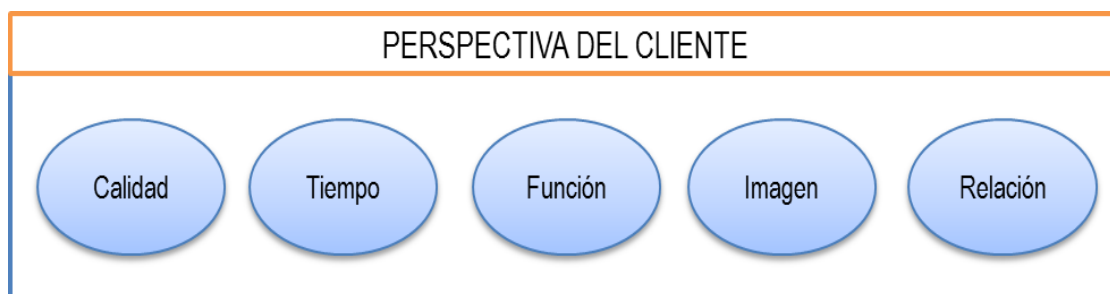 PERSPECTIVA DEL CLIENTE
Calidad
Tiempo
Función
Imagen
Relación